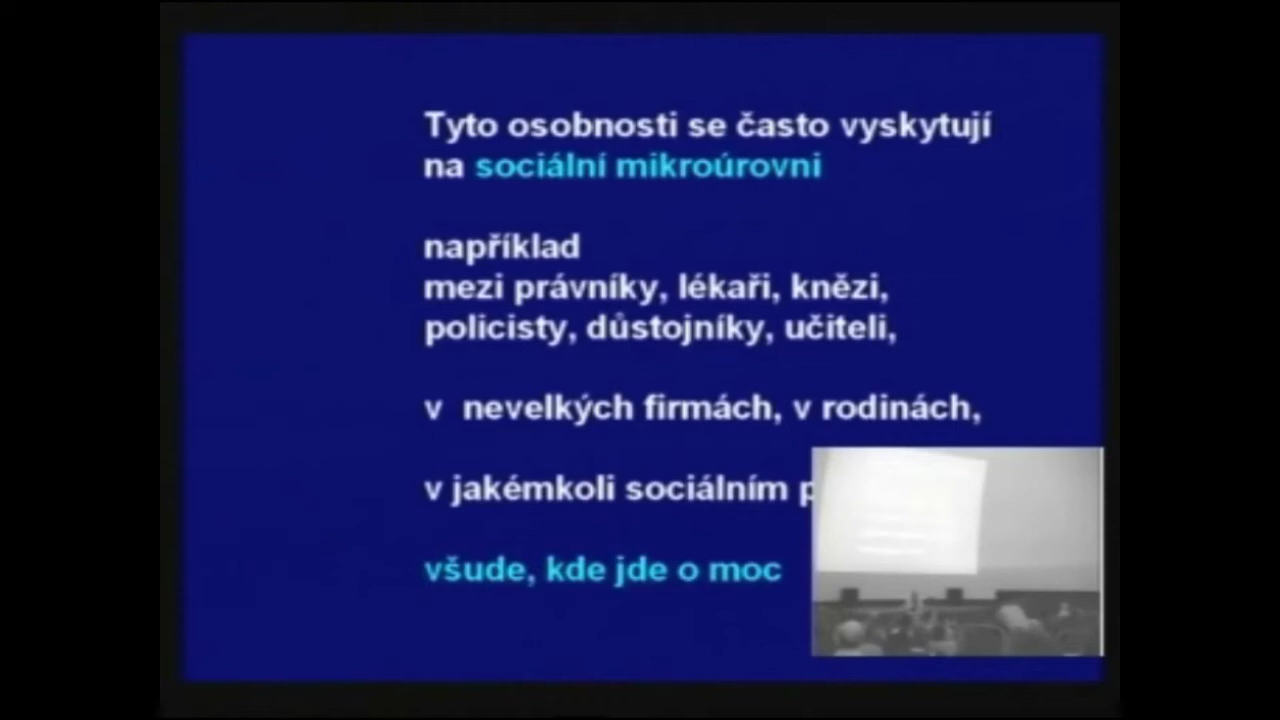 Tyto osobnosti se často vyskytují
na sociální mikroúrovni
například
mezi právníky, lékaři, knězi,
policisty, důstojníky, učiteli,
v nevelkých firmách, v rodinách,
v jakémkoli sociálním
všude, kde jde o moc